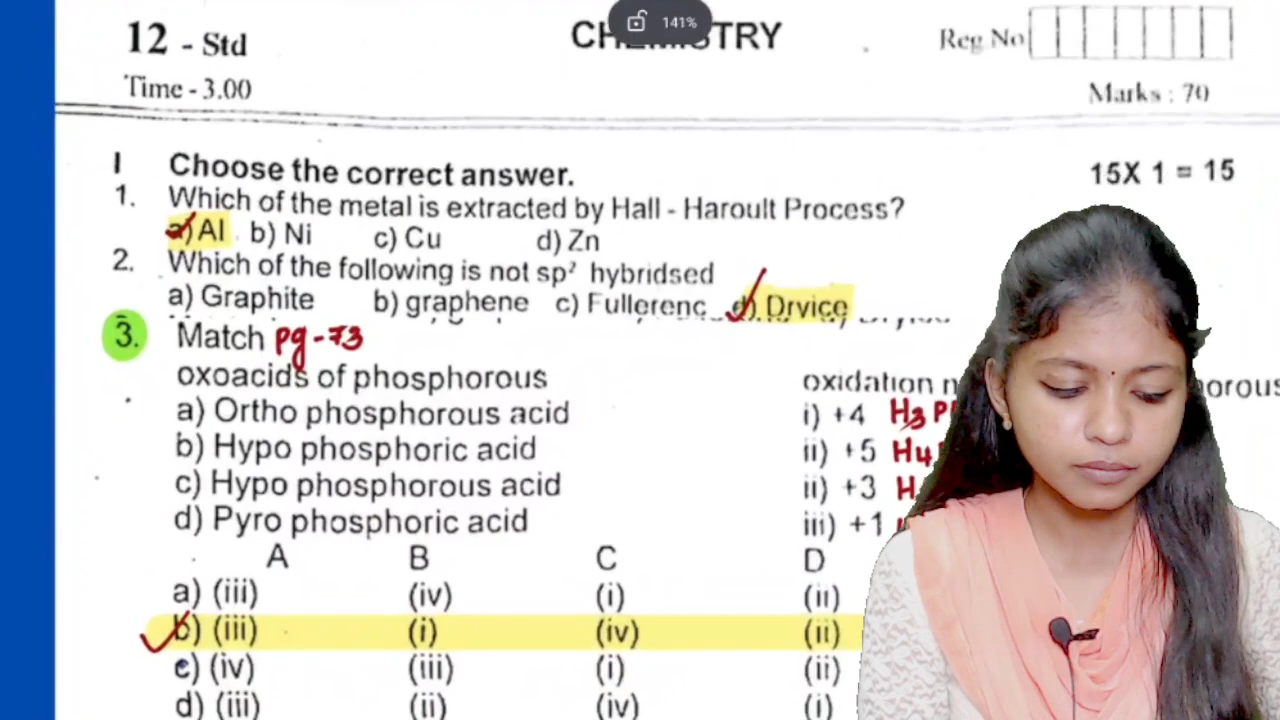 141%
12 - Std CHEMISTRY Reg.No
Time - 3.00 Marks : 70
I Choose the correct answer. 15X 1 = 15
1. Which of the metal is extracted by Hall - Haroult Process?
a) Al b) Ni c) Cu d) Zn
2. Which of the following is not sp² hybridsed
a) Graphite b) graphene c) Fullerenc d) Drvice
3. Match pg-73
oxoacids of phosphorous oxidation
a) Ortho phosphorous acid i) +4 H3
b) Hypo phosphoric acid ii) +5 H4
c) Hypo phosphorous acid ii) +3 H
d) Pyro phosphoric acid iii) +1
A B C D
a) (iii) (iv) (i) (ii)
b) (iii) (i) (iv) (ii)
c) (iv) (iii) (i) (ii)
d) (iii) (ii) (iv) (i)